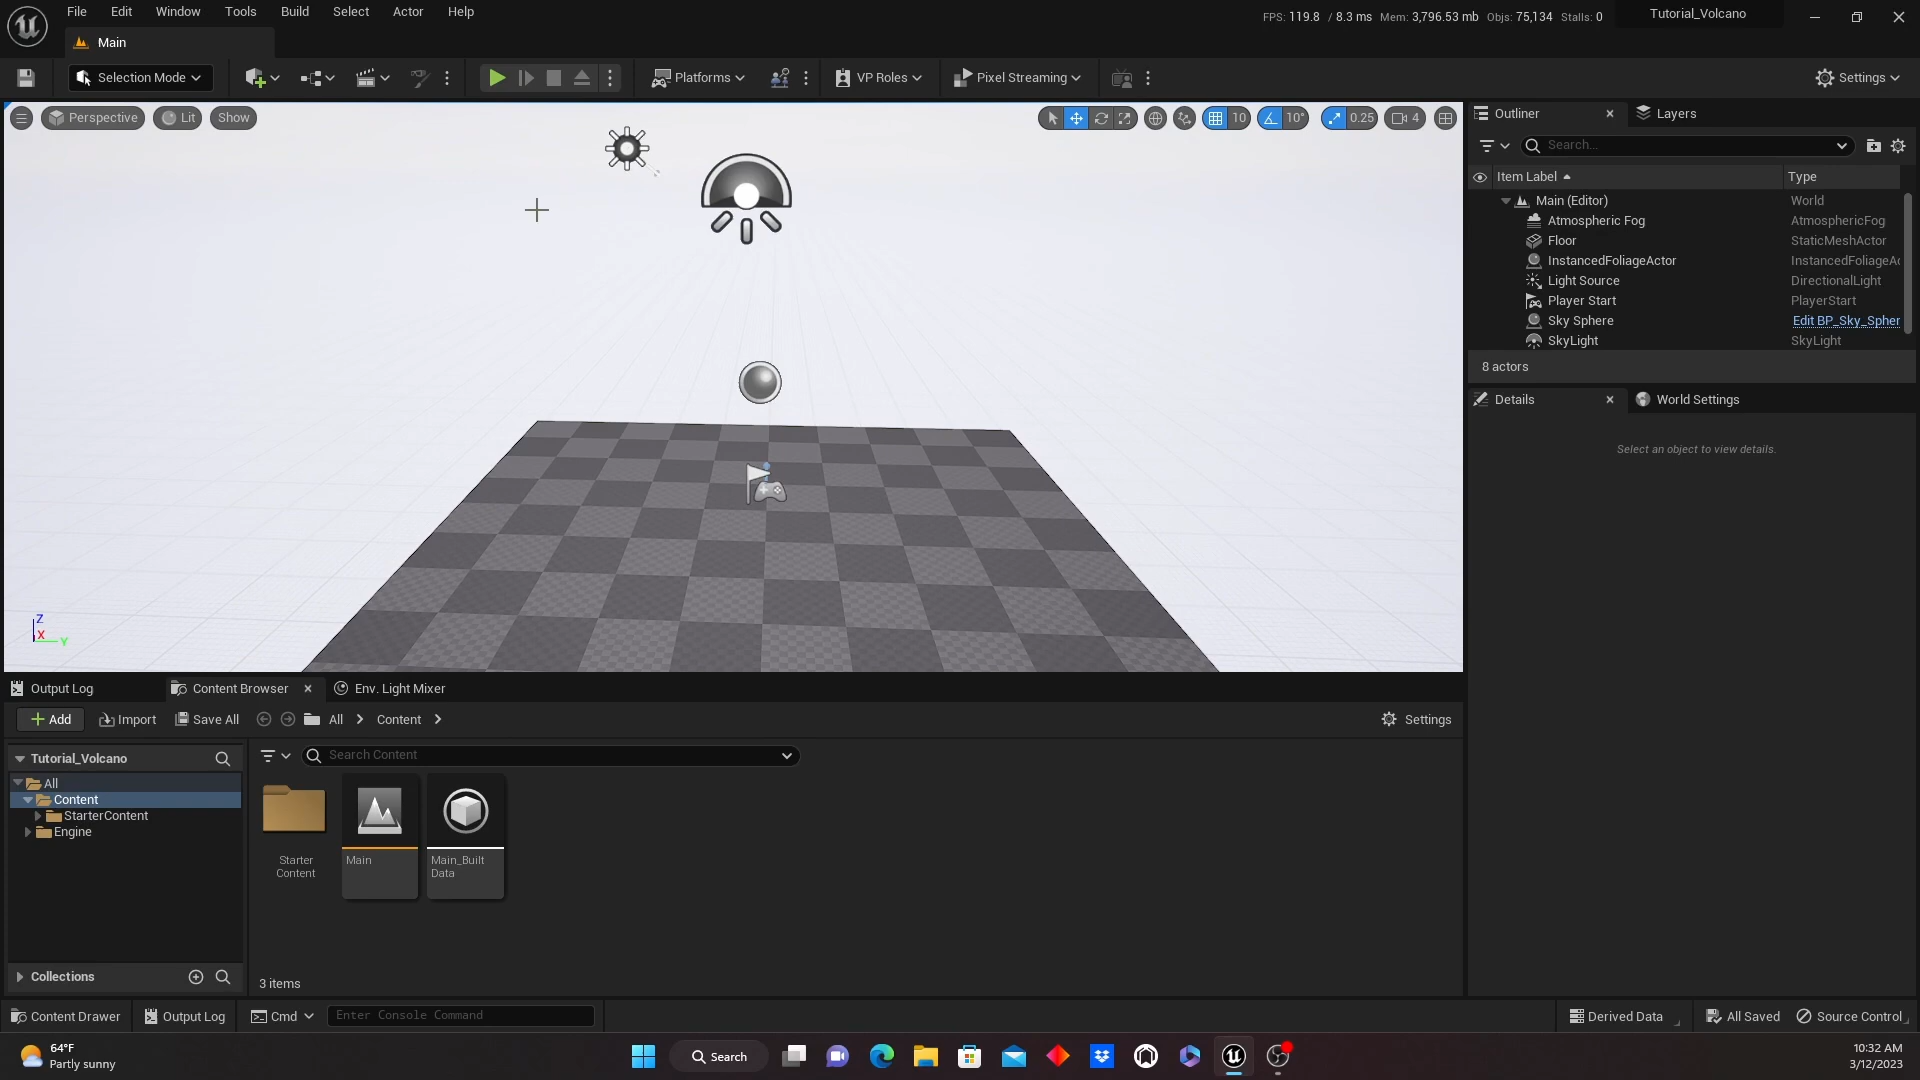 File Edit Window Tools Build Select Actor Help
FPS: 119.8 / 8.3 ms Mem: 3,796.53 mb Objs: 75,134 Stalls: 0
Tutorial_Volcano
Main
Selection Mode
Platforms
VP Roles
Pixel Streaming
Settings
Perspective Lit Show
10 10° 0.25 4
Outliner Layers
Search...
Item Label Type
Main (Editor) World
Atmospheric Fog AtmosphericFog
Floor StaticMeshActor
InstancedFoliageActor InstancedFoliageAc
Light Source DirectionalLight
Player Start PlayerStart
Sky Sphere Edit BP_Sky_Spher
SkyLight SkyLight
8 actors
Details World Settings
Select an object to view details.
Z
X
Y
Output Log Content Browser Env. Light Mixer
Add Import Save All All Content Settings
Tutorial_Volcano
Search Content
All
Content
StarterContent
Engine
Starter
Content
Main
Main_Built
Data
Collections
3 items
Content Drawer Output Log Cmd Enter Console Command Derived Data All Saved Source Control
64°F
Partly sunny
Search
10:32 AM
3/12/2023